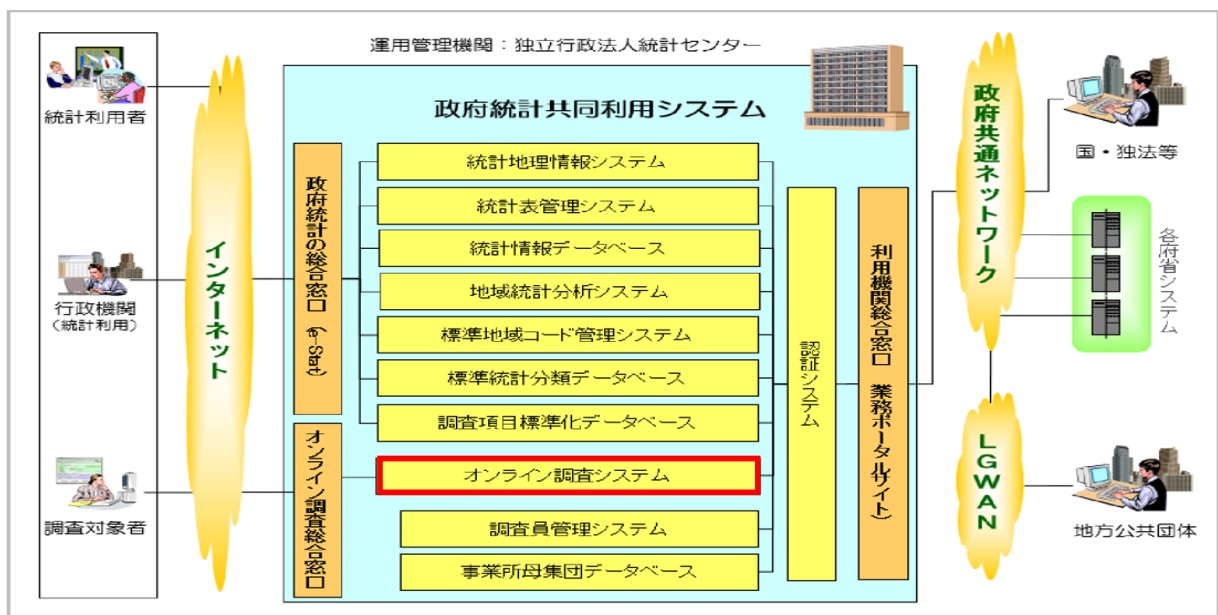 運用管理機関：独立行政法人統計センター
政府統計共同利用システム
統計利用者
行政機関
（統計利用）
調査対象者
インターネット
政府統計の総合窓口（e-Stat）
オンライン調査総合窓口
統計地理情報システム
統計表管理システム
統計情報データベース
地域統計分析システム
標準地域コード管理システム
標準統計分類データベース
調査項目標準化データベース
オンライン調査システム
調査員管理システム
事業所母集団データベース
認証システム
利用機関総合窓口（業務ポータルサイト）
政府共通ネットワーク
LGWAN
国・独法等
各府省システム
地方公共団体